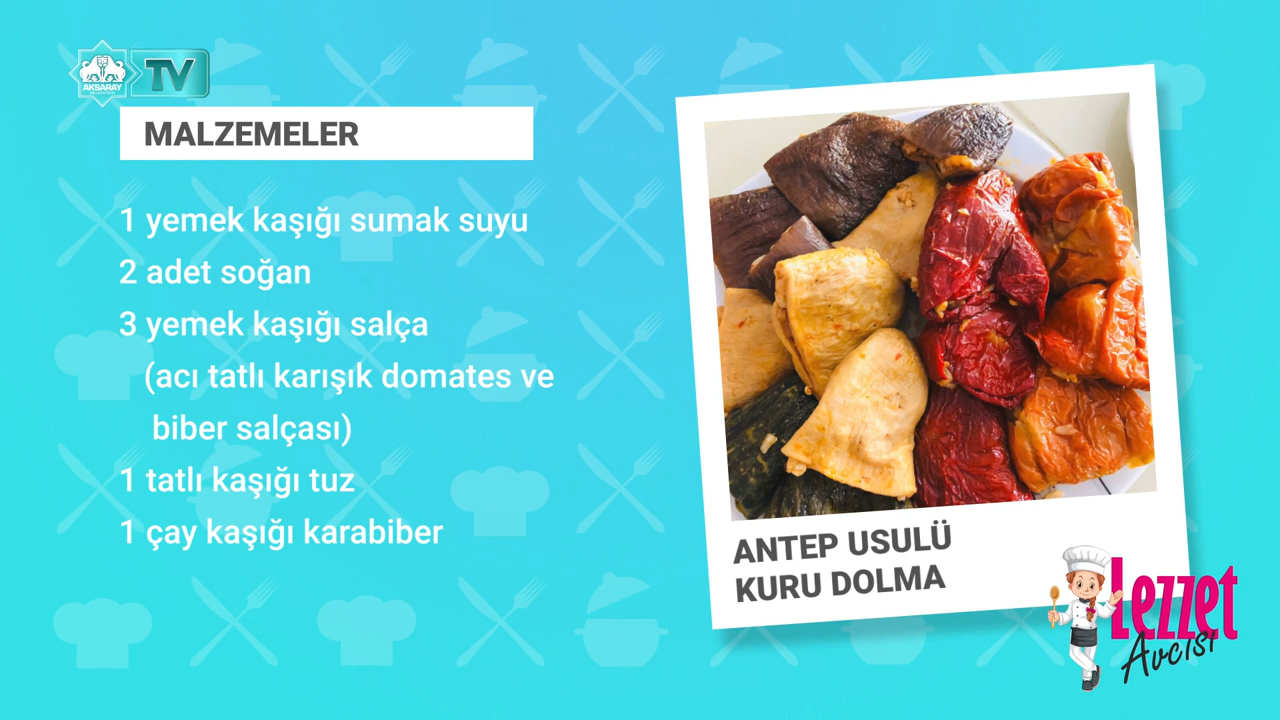 AKSARAY
TV
MALZEMELER
1 yemek kaşığı sumak suyu
2 adet soğan
3 yemek kaşığı salça
(acı tatlı karışık domates ve
biber salçası)
1 tatlı kaşığı tuz
1 çay kaşığı karabiber
ANTEP USULÜ
KURU DOLMA
Lezzet
Avcısı